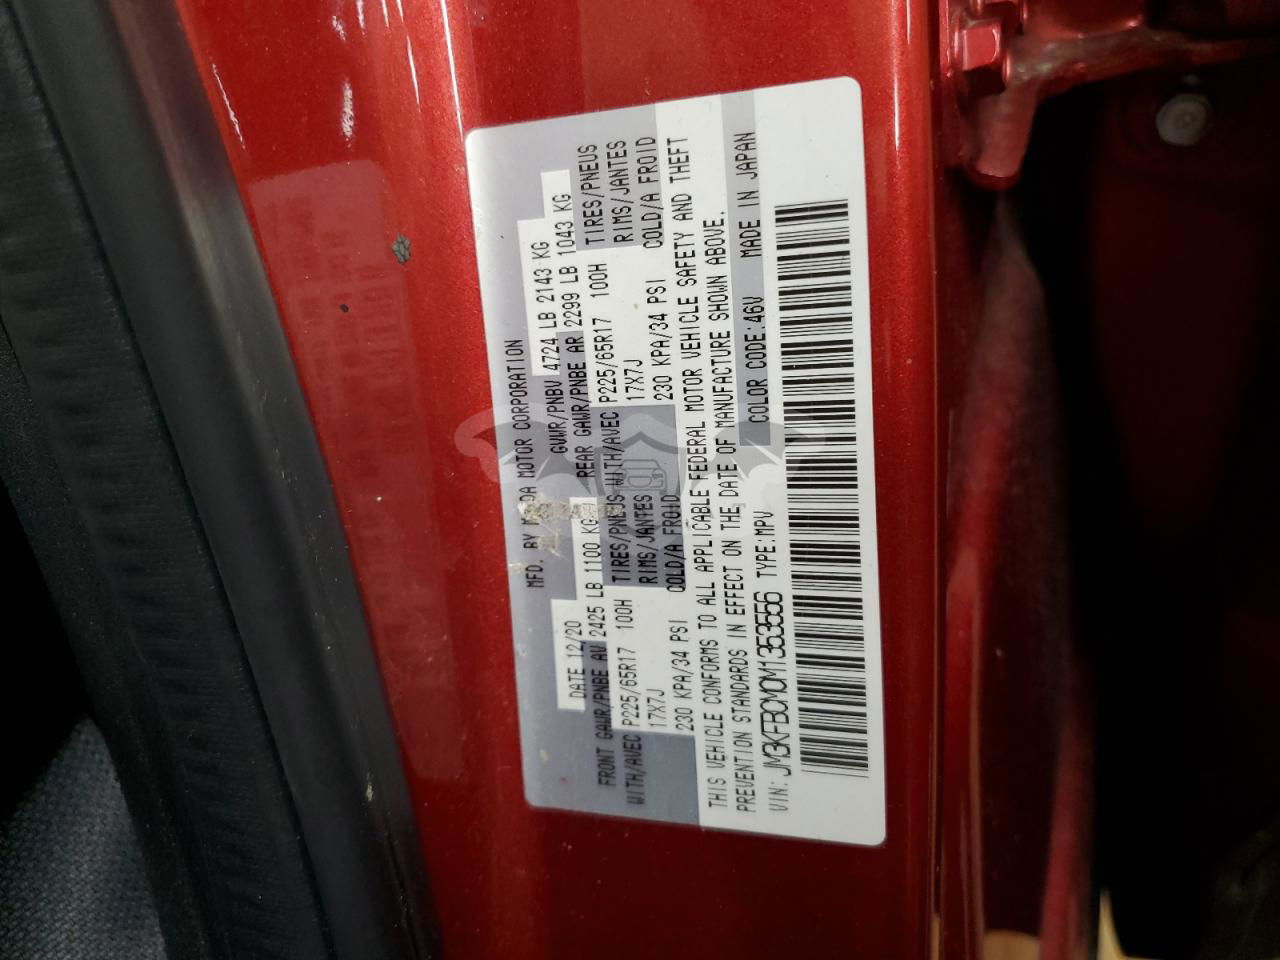 MFD. BY MAZDA MOTOR CORPORATION
DATE 12/20 GVWR/PNBV 4724 LB 2143 KG
FRONT GAWR/PNBE AV 2425 LB 1100 KG REAR GAWR/PNBE AR 2299 LB 1043 KG
WITH/AVEC P225/65R17 100H TIRES/PNEUS WITH/AVEC P225/65R17 100H TIRES/PNEUS
17X7J RIMS/JANTES 17X7J RIMS/JANTES
230 KPA/34 PSI COLD/A FROID 230 KPA/34 PSI COLD/A FROID
THIS VEHICLE CONFORMS TO ALL APPLICABLE FEDERAL MOTOR VEHICLE SAFETY AND THEFT
PREVENTION STANDARDS IN EFFECT ON THE DATE OF MANUFACTURE SHOWN ABOVE.
VIN: JM3KFBCM0M1353556 TYPE:MPV COLOR CODE:46V MADE IN JAPAN